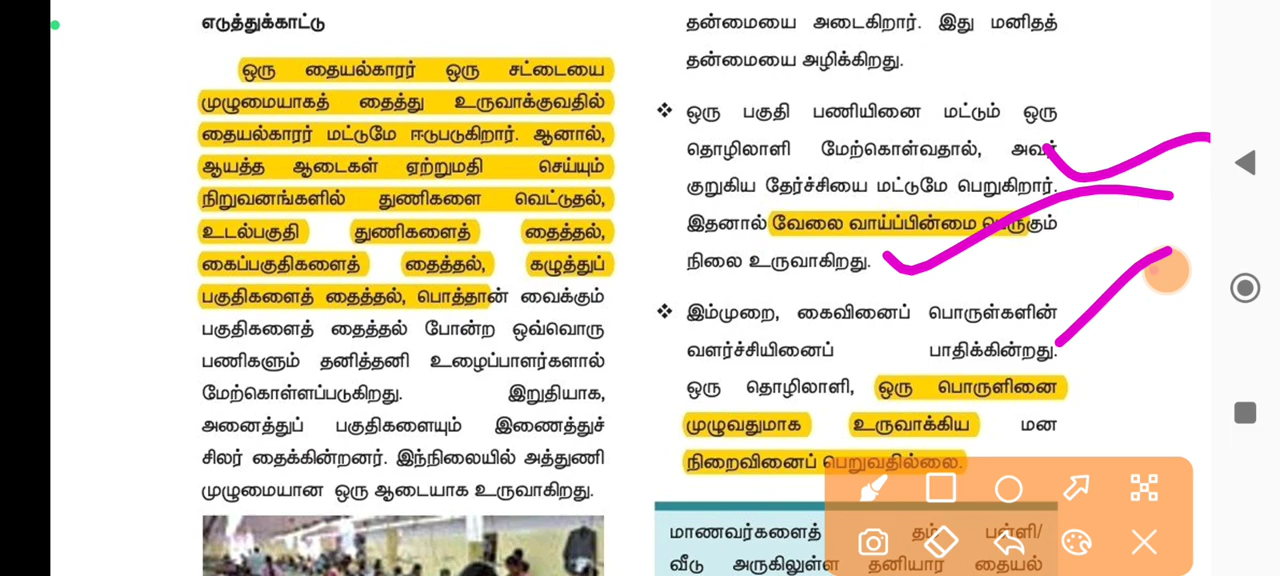 எடுத்துக்காட்டு
ஒரு தையல்காரர் ஒரு சட்டையை
முழுமையாகத் தைத்து உருவாக்குவதில்
தையல்காரர் மட்டுமே ஈடுபடுகிறார். ஆனால்,
ஆயத்த ஆடைகள் ஏற்றுமதி செய்யும்
நிறுவனங்களில் துணிகளை வெட்டுதல்,
உடல்பகுதி துணிகளைத் தைத்தல்,
கைப்பகுதிகளைத் தைத்தல், கழுத்துப்
பகுதிகளைத் தைத்தல், பொத்தான் வைக்கும்
பகுதிகளைத் தைத்தல் போன்ற ஒவ்வொரு
பணிகளும் தனித்தனி உழைப்பாளர்களால்
மேற்கொள்ளப்படுகிறது. இறுதியாக,
அனைத்துப் பகுதிகளையும் இணைத்துச்
சிலர் தைக்கின்றனர். இந்நிலையில் அத்துணி
முழுமையான ஒரு ஆடையாக உருவாகிறது.
தன்மையை அடைகிறார். இது மனிதத்
தன்மையை அழிக்கிறது.
❖ ஒரு பகுதி பணியினை மட்டும் ஒரு
தொழிலாளி மேற்கொள்வதால், அவர்
குறுகிய தேர்ச்சியை மட்டுமே பெறுகிறார்.
இதனால் வேலை வாய்ப்பின்மை பெருகும்
நிலை உருவாகிறது.
❖ இம்முறை, கைவினைப் பொருள்களின்
வளர்ச்சியினைப் பாதிக்கின்றது.
ஒரு தொழிலாளி, ஒரு பொருளினை
முழுவதுமாக உருவாக்கிய மன
நிறைவினைப் பெறுவதில்லை.
மாணவர்களைத் தம் பள்ளி/
வீடு அருகிலுள்ள தனியார் தையல்